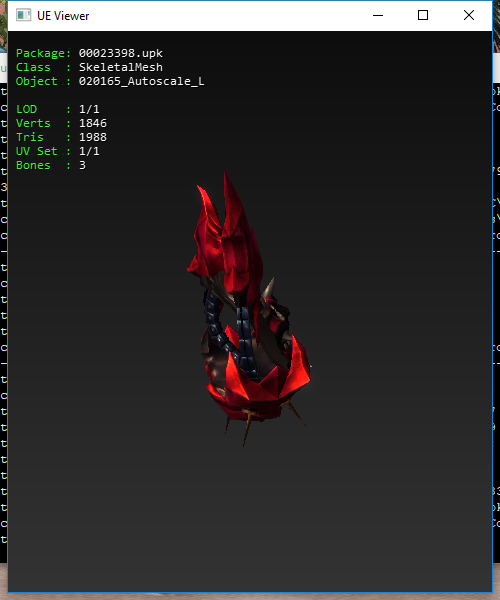 UE Viewer
Package: 00023398.upk
Class : SkeletalMesh
Object : 020165_Autoscale_L
LOD : 1/1
Verts : 1846
Tris : 1988
UV Set : 1/1
Bones : 3